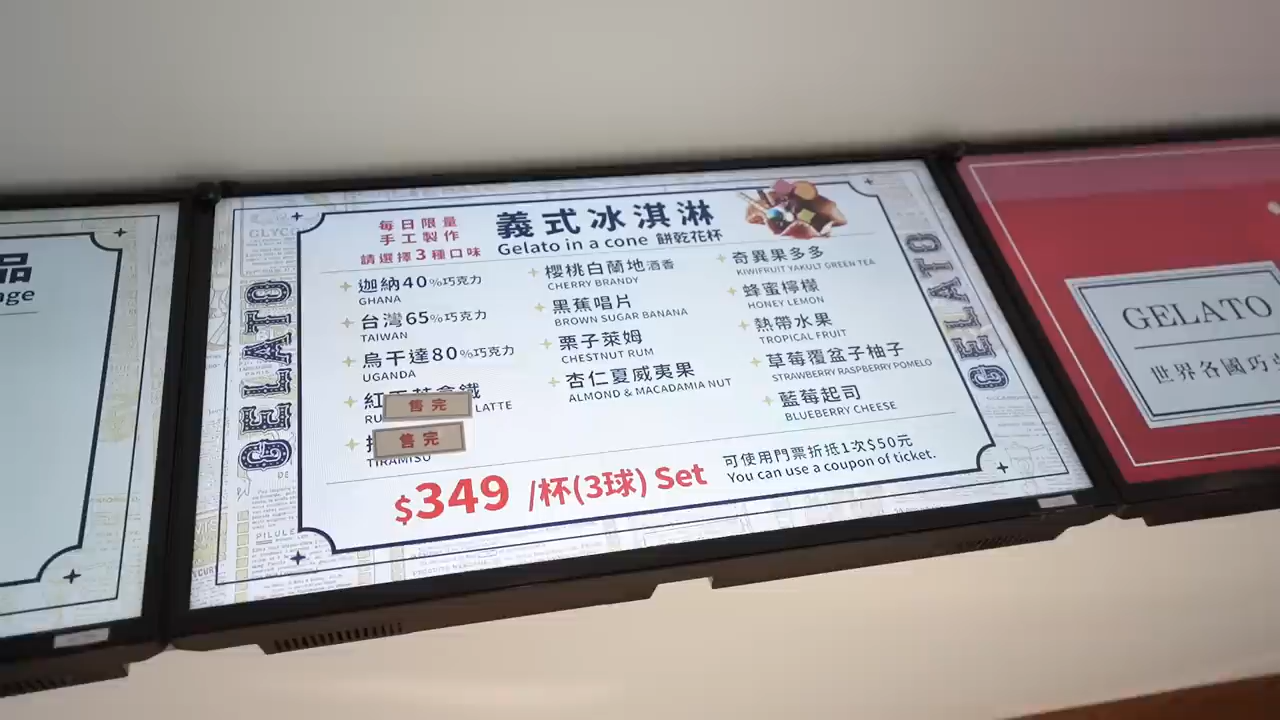 品
age
GELATO
每日限量
手工製作
請選擇3種口味
義式冰淇淋
Gelato in a cone 餅乾花杯
迦納40%巧克力
GHANA
台灣65%巧克力
TAIWAN
烏干達80%巧克力
UGANDA
紅
售完
LATTE
售完
TIRAMISU
櫻桃白蘭地酒香
CHERRY BRANDY
黑蕉唱片
BROWN SUGAR BANANA
栗子萊姆
CHESTNUT RUM
杏仁夏威夷果
ALMOND & MACADAMIA NUT
奇異果多多
KIWIFRUIT YAKULT GREEN TEA
蜂蜜檸檬
HONEY LEMON
熱帶水果
TROPICAL FRUIT
草莓覆盆子柚子
STRAWBERRY RASPBERRY POMELO
藍莓起司
BLUEBERRY CHEESE
$349 /杯(3球) Set
可使用門票折抵1次$50元
You can use a coupon of ticket.
GELATO
GELATO
世界各國巧